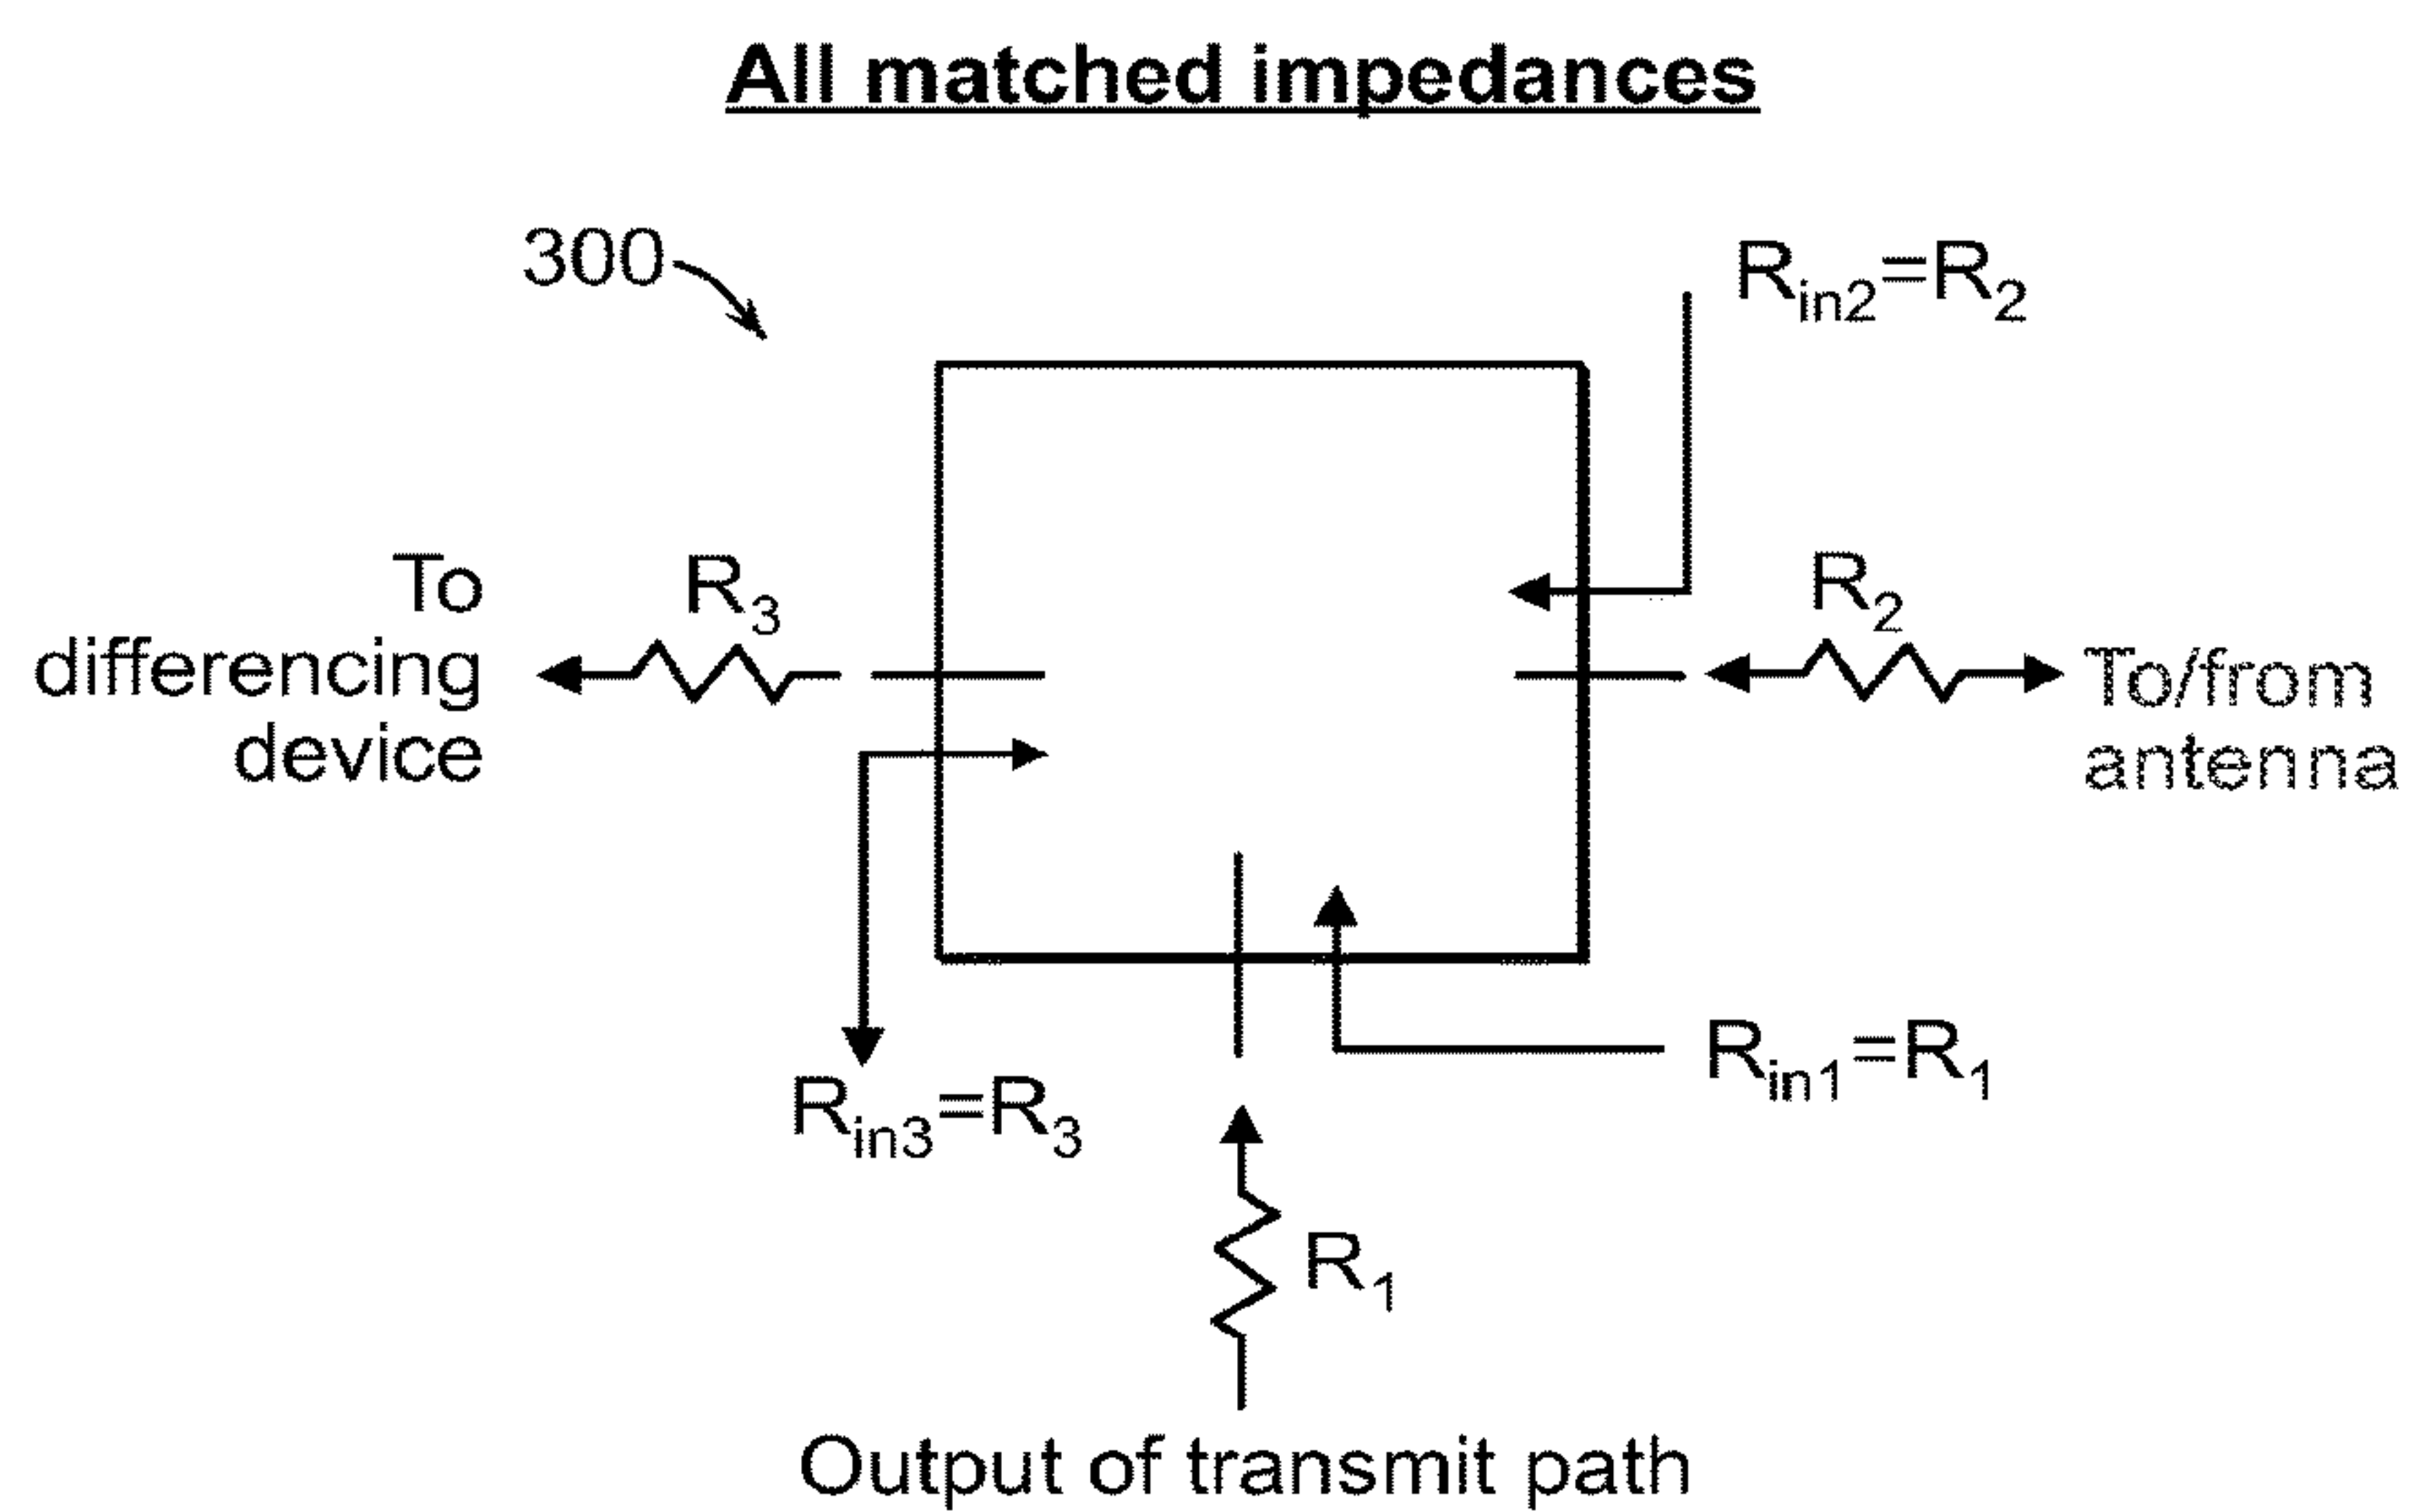 All matched impedances
300
Rin2=R2
To
differencing
device
R3
R2
To/from
antenna
Rin3=R3
Rin1=R1
R1
Output of transmit path